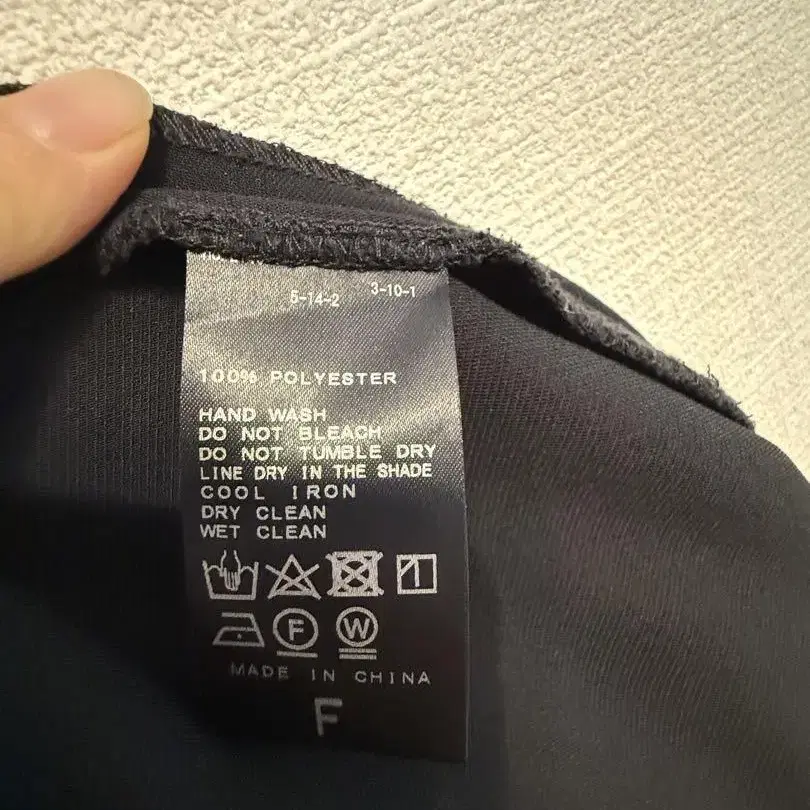 5-14-2 3-10-1
100% POLYESTER
HAND WASH
DO NOT BLEACH
DO NOT TUMBLE DRY
LINE DRY IN THE SHADE
COOL IRON
DRY CLEAN
WET CLEAN
F W
MADE IN CHINA
F